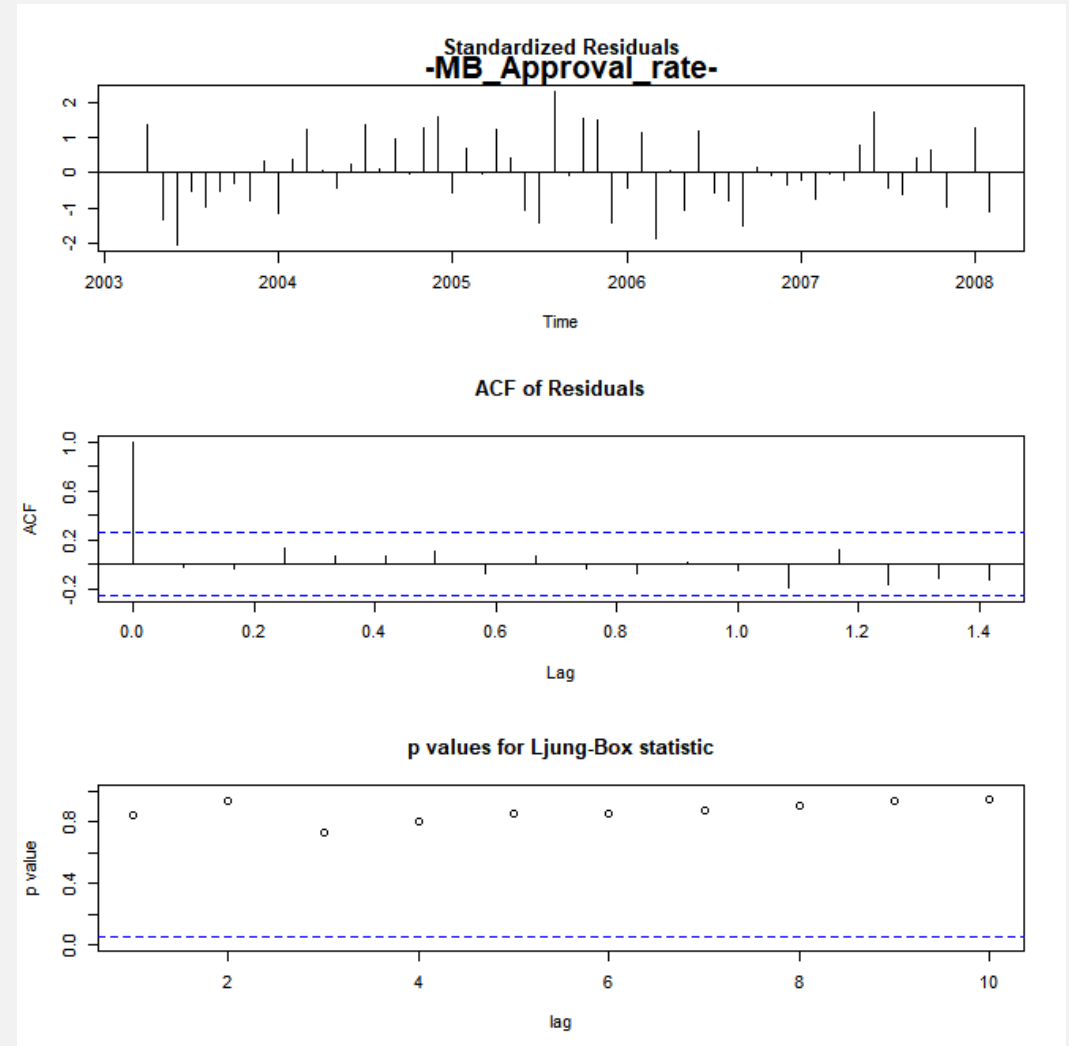 Standardized Residuals
-MB_Approval_rate-
2
1
0
-1
-2
2003 2004 2005 2006 2007 2008
Time
ACF of Residuals
1.0
0.6
0.2
-0.2
ACF
0.0 0.2 0.4 0.6 0.8 1.0 1.2 1.4
Lag
p values for Ljung-Box statistic
0.8
0.4
0.0
p value
2 4 6 8 10
lag